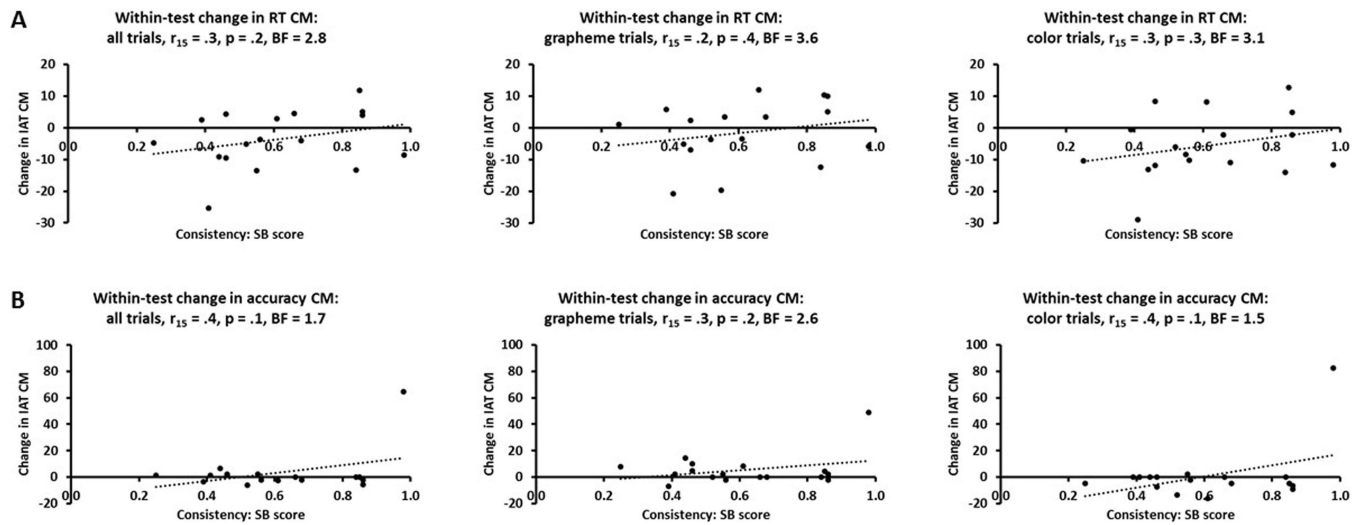 A
Within-test change in RT CM:
all trials, r15 = .3, p = .2, BF = 2.8
20
10
0
-10
-20
-30
0.0
0.2
0.4
0.6
0.8
1.0
Change in IAT CM
Consistency: SB score
Within-test change in RT CM:
grapheme trials, r15 = .2, p = .4, BF = 3.6
20
10
0
-10
-20
-30
0.0
0.2
0.4
0.6
0.8
1.0
Change in IAT CM
Consistency: SB score
Within-test change in RT CM:
color trials, r15 = .3, p = .3, BF = 3.1
20
10
0
-10
-20
-30
0.0
0.2
0.4
0.6
0.8
1.0
Change in IAT CM
Consistency: SB score
B
Within-test change in accuracy CM:
all trials, r15 = .4, p = .1, BF = 1.7
100
80
60
40
20
0
-20
0.0
0.2
0.4
0.6
0.8
1.0
Change in IAT CM
Consistency: SB score
Within-test change in accuracy CM:
grapheme trials, r15 = .3, p = .2, BF = 2.6
100
80
60
40
20
0
-20
0.0
0.2
0.4
0.6
0.8
1.0
Change in IAT CM
Consistency: SB score
Within-test change in accuracy CM:
color trials, r15 = .4, p = .1, BF = 1.5
100
80
60
40
20
0
-20
0.0
0.2
0.4
0.6
0.8
1.0
Change in IAT CM
Consistency: SB score